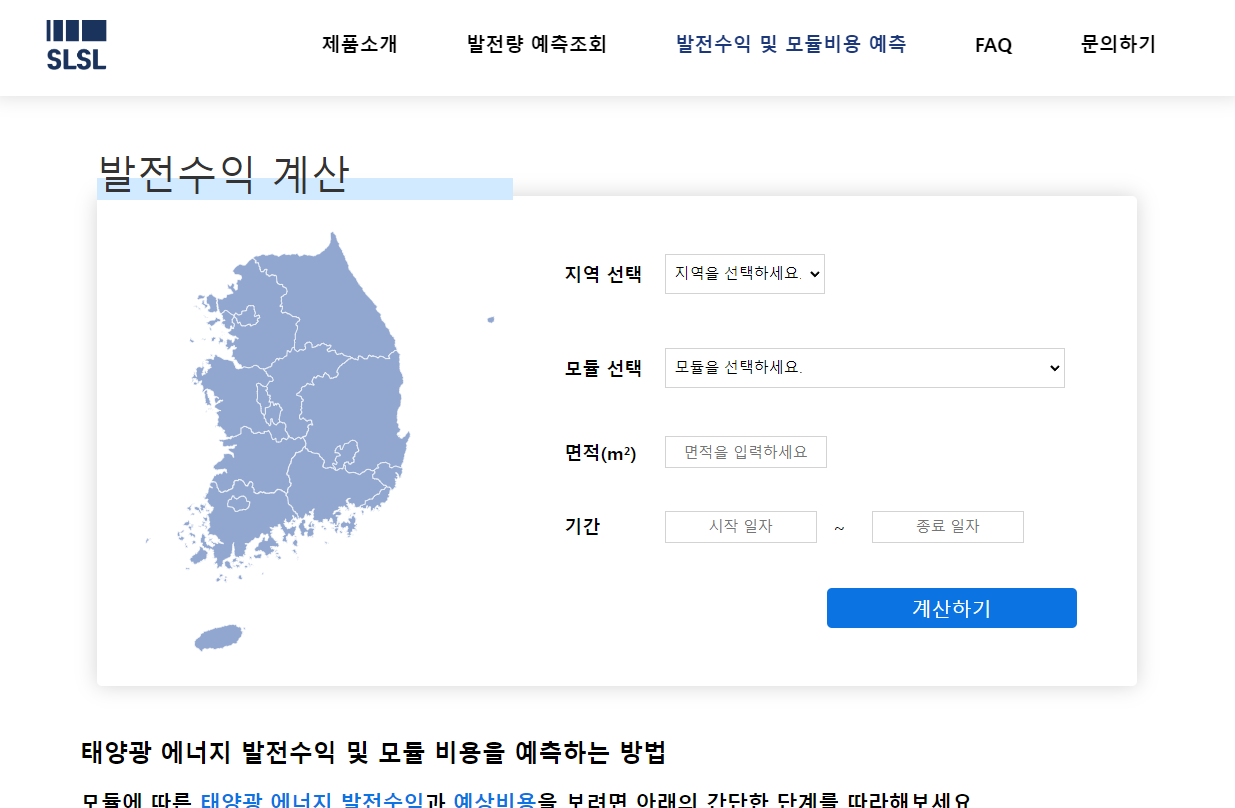 SLSL
제품소개 발전량 예측조회 발전수익 및 모듈비용 예측 FAQ 문의하기
발전수익 계산
지역 선택 지역을 선택하세요.
모듈 선택 모듈을 선택하세요.
면적(m²) 면적을 입력하세요
기간 시작 일자 ~ 종료 일자
계산하기
태양광 에너지 발전수익 및 모듈 비용을 예측하는 방법
모듈에 따른 태양광 에너지 발전수익과 예상비용을 보려면 아래의 간단한 단계를 따라해보세요